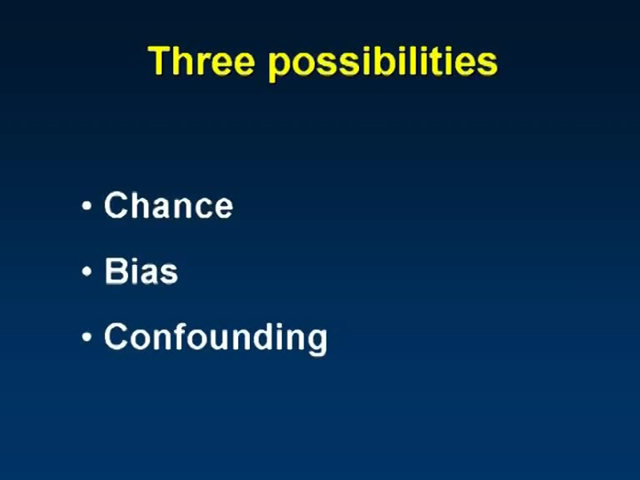 Three possibilities
• Chance
• Bias
• Confounding